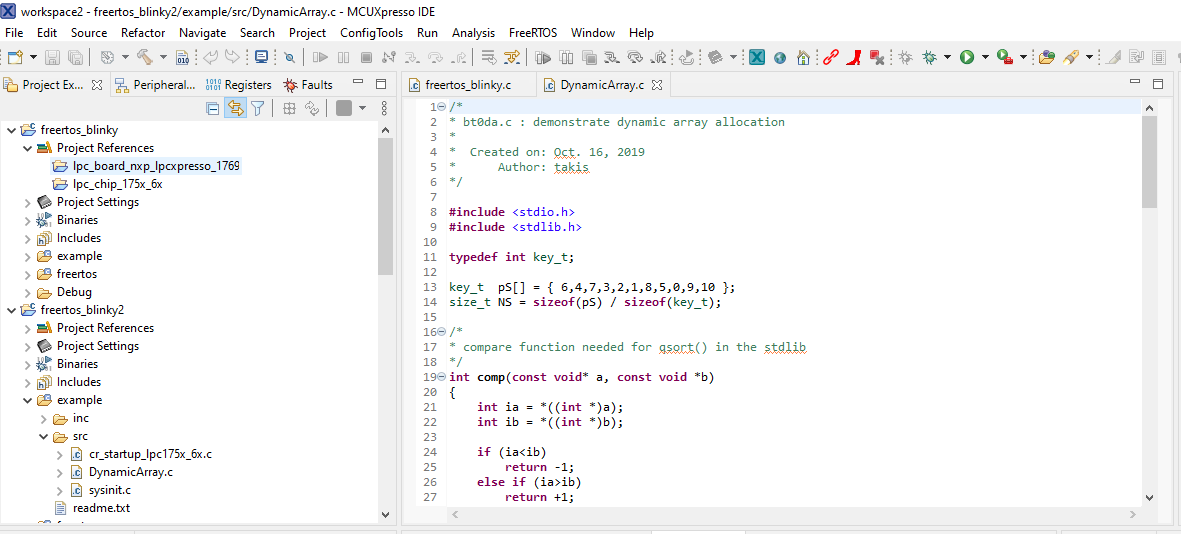 workspace2 - freertos_blinky2/example/src/DynamicArray.c - MCUXpresso IDE
File Edit Source Refactor Navigate Search Project ConfigTools Run Analysis FreeRTOS Window Help
Project Ex... Peripheral... Registers Faults
freertos_blinky
Project References
lpc_board_nxp_lpcxpresso_1769
lpc_chip_175x_6x
Project Settings
Binaries
Includes
example
freertos
Debug
freertos_blinky2
Project References
Project Settings
Binaries
Includes
example
inc
src
cr_startup_lpc175x_6x.c
DynamicArray.c
sysinit.c
readme.txt
freertos_blinky.c DynamicArray.c
1 /*
2 * bt0da.c : demonstrate dynamic array allocation
3 *
4 *  Created on: Oct. 16, 2019
5 *      Author: takis
6 */
7
8 #include <stdio.h>
9 #include <stdlib.h>
10
11 typedef int key_t;
12
13 key_t  pS[] = { 6,4,7,3,2,1,8,5,0,9,10 };
14 size_t NS = sizeof(pS) / sizeof(key_t);
15
16 /*
17 * compare function needed for qsort() in the stdlib
18 */
19 int comp(const void* a, const void *b)
20 {
21     int ia = *((int *)a);
22     int ib = *((int *)b);
23
24     if (ia<ib)
25         return -1;
26     else if (ia>ib)
27         return +1;